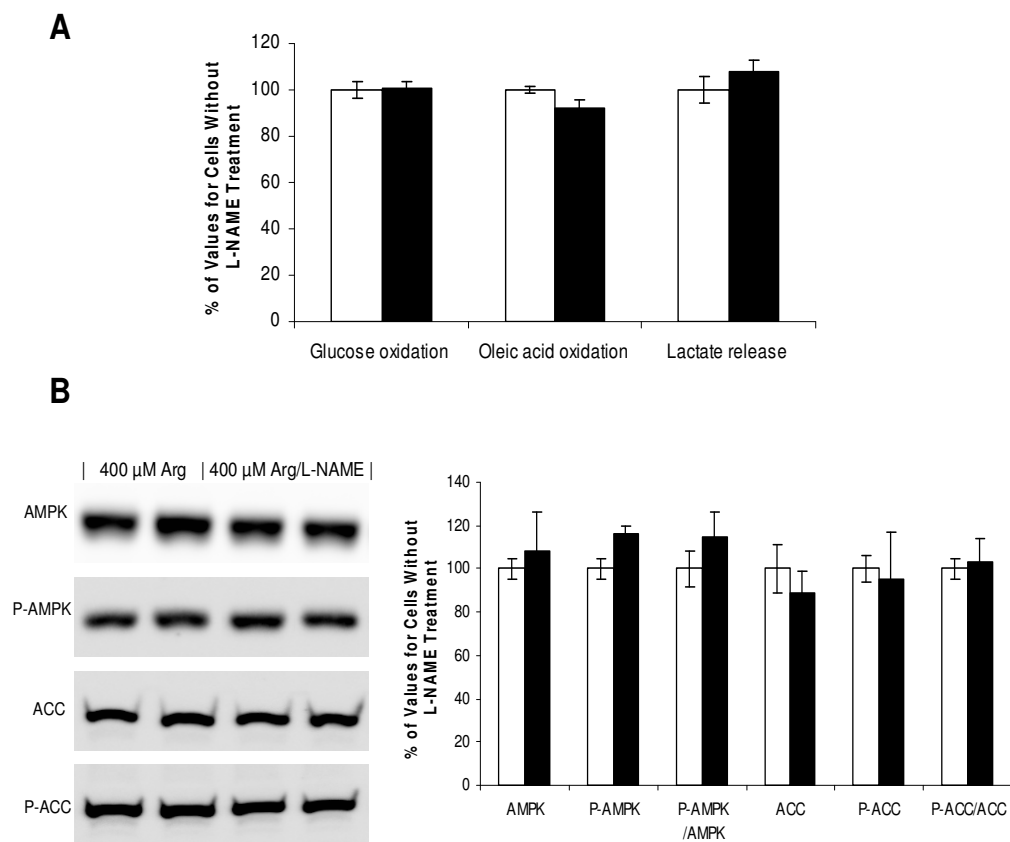 A
% of Values for Cells Without
L-NAME Treatment
120
100
80
60
40
20
0
Glucose oxidation
Oleic acid oxidation
Lactate release
B
| 400 µM Arg | 400 µM Arg/L-NAME |
AMPK
P-AMPK
ACC
P-ACC
% of Values for Cells Without
L-NAME Treatment
140
120
100
80
60
40
20
0
AMPK
P-AMPK
P-AMPK
/AMPK
ACC
P-ACC
P-ACC/ACC